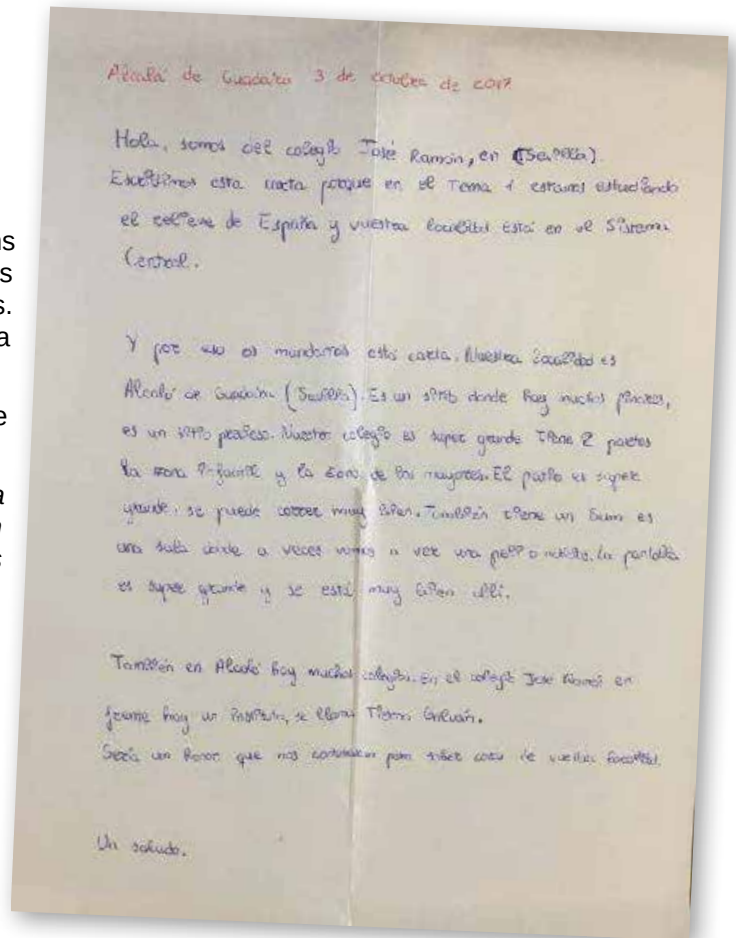 Alcalá de Guadaira 3 de octubre de 2017
Hola, somos del colegio José Ramón, en (Sevilla).
Escribimos esta carta porque en el Tema 1 estamos estudiando
el relieve de España y vuestra localidad está en el Sistema
Central.
Y por eso os mandamos esta carta. Nuestra localidad es
Alcalá de Guadaira (Sevilla). Es un sitio donde hay muchos pinares,
es un sitio precioso. Nuestro colegio es super grande tiene 2 partes
la zona infantil y la zona de los mayores. El patio es super
grande, se puede correr muy bien. También tiene un Sum es
una sala donde a veces vamos a ver una peli o . La pantalla
es super grande y se está muy bien allí.
También en Alcalá hay muchos colegios. En el colegio José Ramón en
frente hay un instituto, se llama Tierno Galván.
Sería un honor que nos para saber cosas de vuestra localidad.
Un saludo.